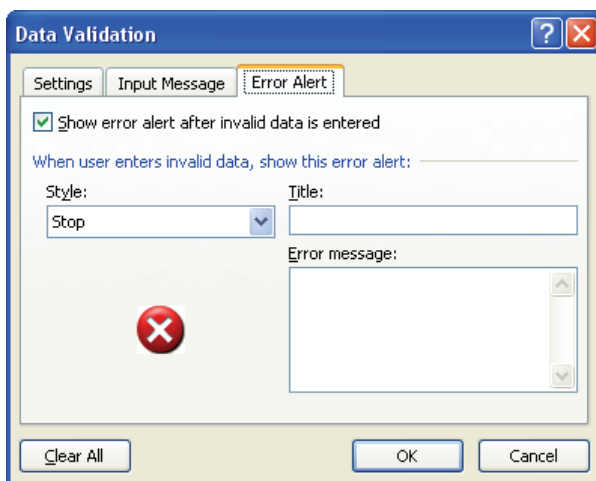 Data Validation
Settings Input Message Error Alert
Show error alert after invalid data is entered
When user enters invalid data, show this error alert:
Style: Title:
Stop
Error message:
Clear All OK Cancel